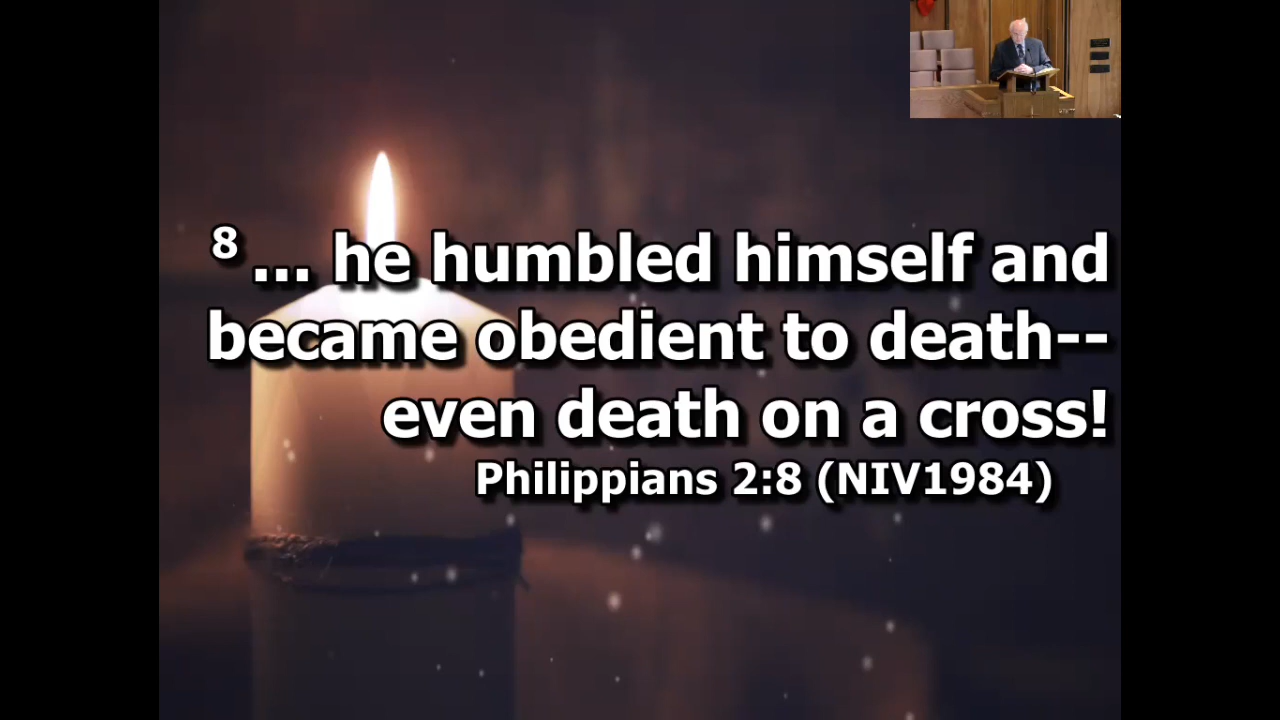 8 ... he humbled himself and
became obedient to death--
even death on a cross!
Philippians 2:8 (NIV1984)